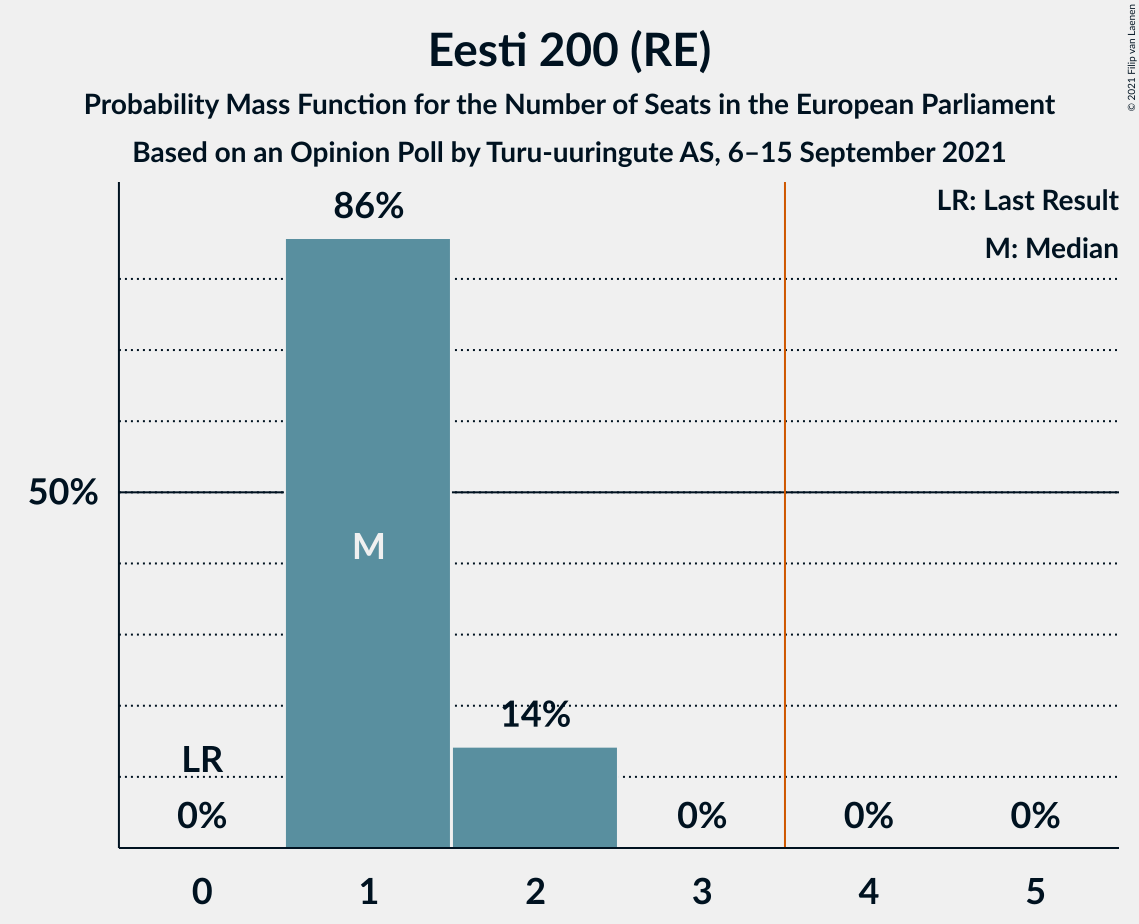 Eesti 200 (RE)
Probability Mass Function for the Number of Seats in the European Parliament
Based on an Opinion Poll by Turu-uuringute AS, 6–15 September 2021
© 2021 Filip van Laenen
LR: Last Result
M: Median
86%
50%
M
14%
LR
0%
0%
0%
0%
0
1
2
3
4
5